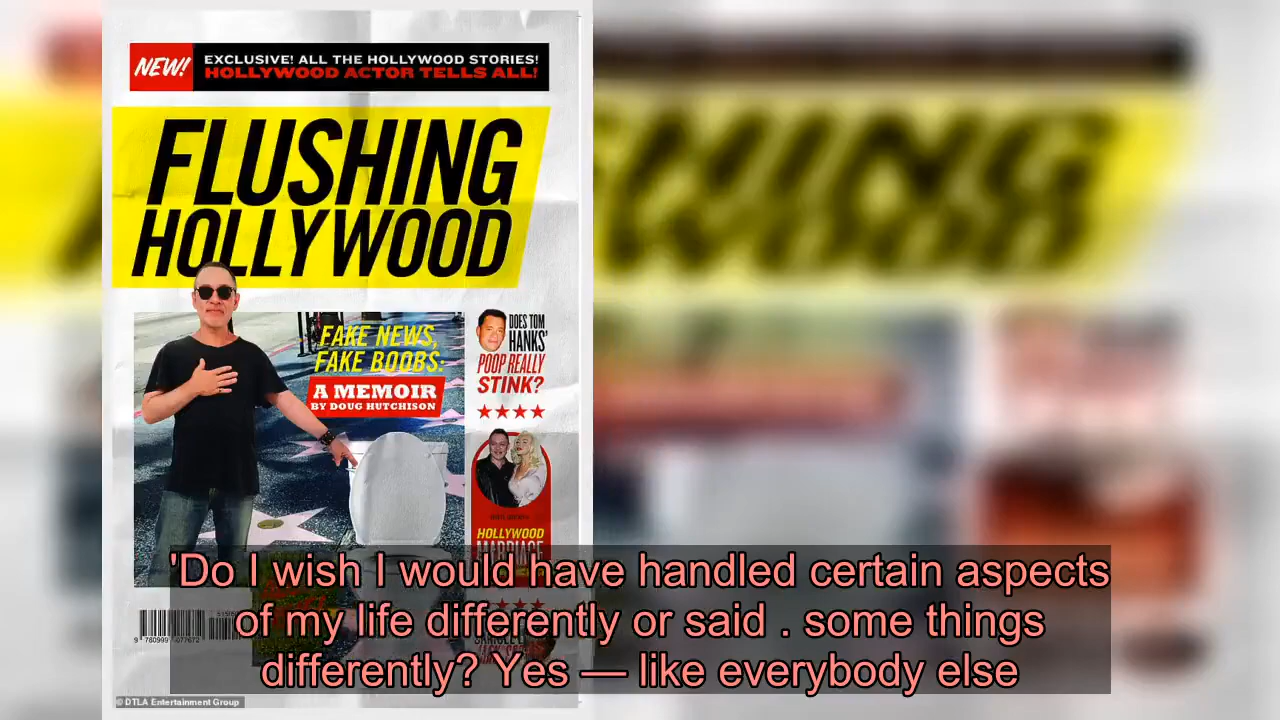 NEW!
EXCLUSIVE! ALL THE HOLLYWOOD STORIES!
HOLLYWOOD ACTOR TELLS ALL!
FLUSHING
HOLLYWOOD
FAKE NEWS,
FAKE BOOBS:
A MEMOIR
BY DOUG HUTCHISON
DOES TOM
HANKS'
POOP REALLY
STINK?
HOLLYWOOD
MARRIAGE
'Do I wish I would have handled certain aspects
of my life differently or said . some things
differently? Yes — like everybody else
© DTLA Entertainment Group